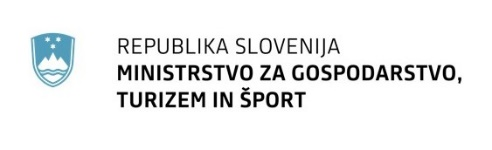 REPUBLIKA SLOVENIJA
MINISTRSTVO ZA GOSPODARSTVO,
TURIZEM IN ŠPORT